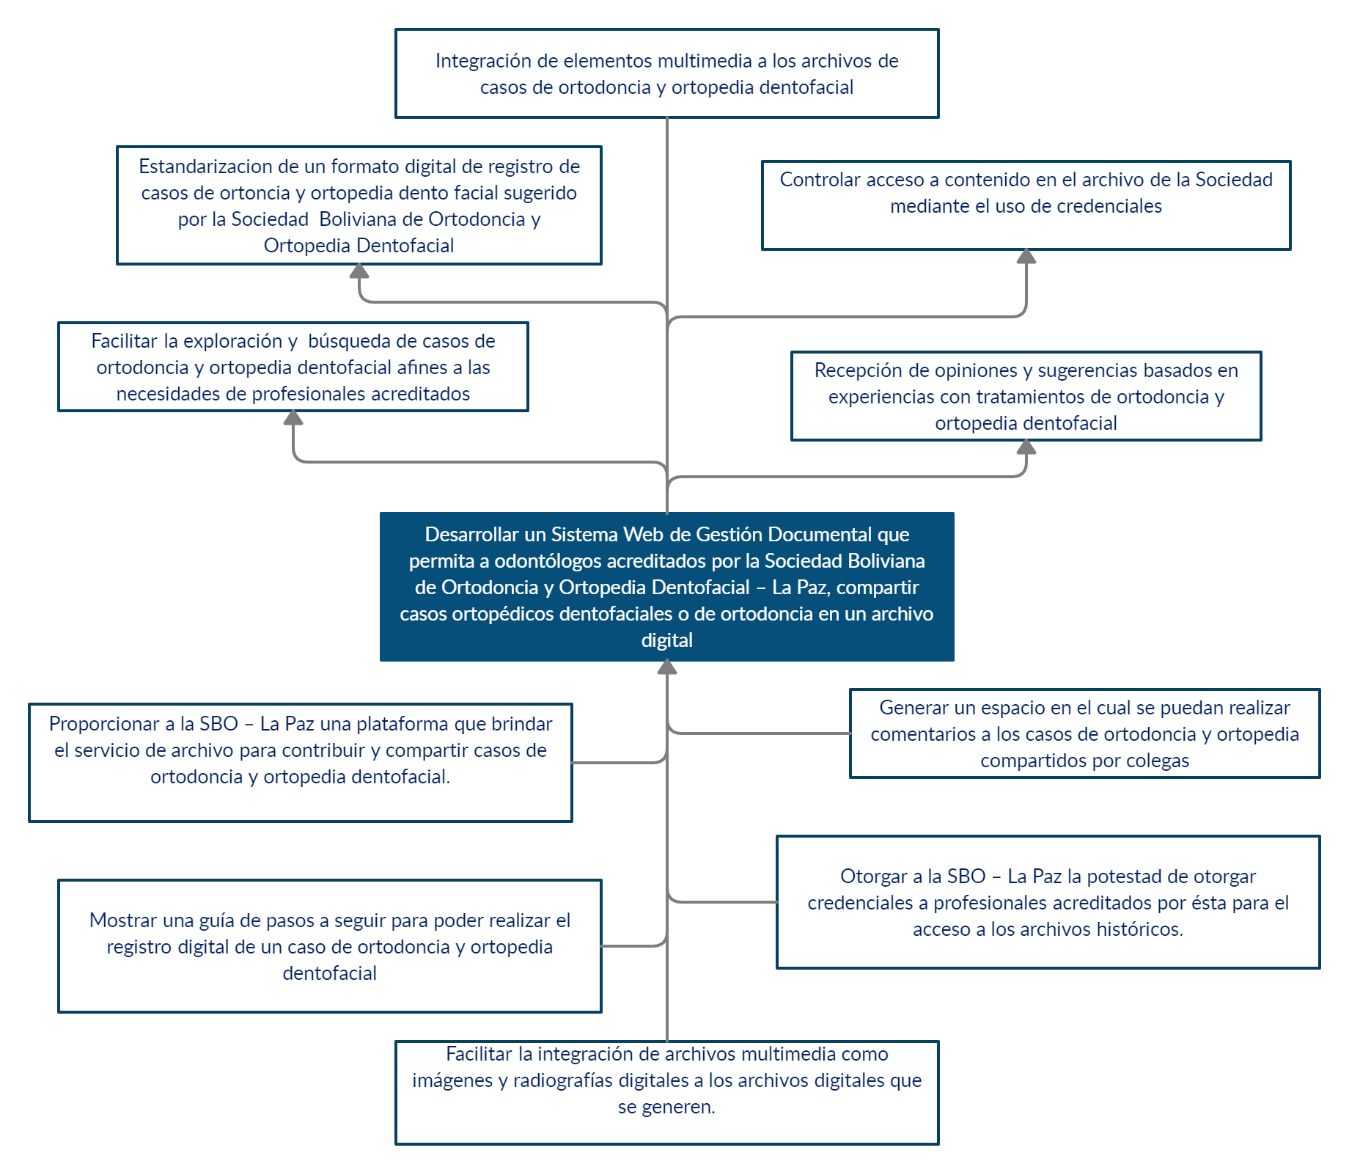 Integración de elementos multimedia a los archivos de
casos de ortodoncia y ortopedia dentofacial
Estandarizacion de un formato digital de registro de
casos de ortoncia y ortopedia dento facial sugerido
por la Sociedad  Boliviana de Ortodoncia y
Ortopedia Dentofacial
Controlar acceso a contenido en el archivo de la Sociedad
mediante el uso de credenciales
Facilitar la exploración y  búsqueda de casos de
ortodoncia y ortopedia dentofacial afines a las
necesidades de profesionales acreditados
Recepción de opiniones y sugerencias basados en
experiencias con tratamientos de ortodoncia y
ortopedia dentofacial
Desarrollar un Sistema Web de Gestión Documental que
permita a odontólogos acreditados por la Sociedad Boliviana
de Ortodoncia y Ortopedia Dentofacial – La Paz, compartir
casos ortopédicos dentofaciales o de ortodoncia en un archivo
digital
Proporcionar a la SBO – La Paz una plataforma que brindar
el servicio de archivo para contribuir y compartir casos de
ortodoncia y ortopedia dentofacial.
Generar un espacio en el cual se puedan realizar
comentarios a los casos de ortodoncia y ortopedia
compartidos por colegas
Otorgar a la SBO – La Paz la potestad de otorgar
credenciales a profesionales acreditados por ésta para el
acceso a los archivos históricos.
Mostrar una guía de pasos a seguir para poder realizar el
registro digital de un caso de ortodoncia y ortopedia
dentofacial
Facilitar la integración de archivos multimedia como
imágenes y radiografías digitales a los archivos digitales que
se generen.